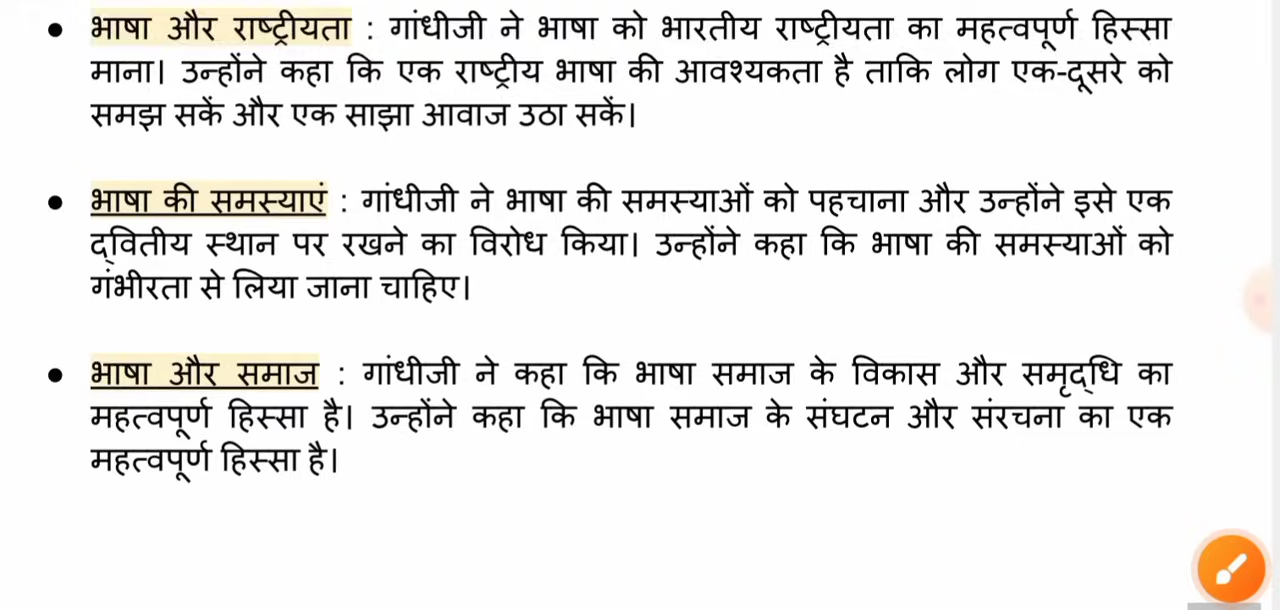 ● भाषा और राष्ट्रीयता : गांधीजी ने भाषा को भारतीय राष्ट्रीयता का महत्वपूर्ण हिस्सा
माना। उन्होंने कहा कि एक राष्ट्रीय भाषा की आवश्यकता है ताकि लोग एक-दूसरे को
समझ सकें और एक साझा आवाज उठा सकें।
● भाषा की समस्याएं : गांधीजी ने भाषा की समस्याओं को पहचाना और उन्होंने इसे एक
द्वितीय स्थान पर रखने का विरोध किया। उन्होंने कहा कि भाषा की समस्याओं को
गंभीरता से लिया जाना चाहिए।
● भाषा और समाज : गांधीजी ने कहा कि भाषा समाज के विकास और समृद्धि का
महत्वपूर्ण हिस्सा है। उन्होंने कहा कि भाषा समाज के संघटन और संरचना का एक
महत्वपूर्ण हिस्सा है।